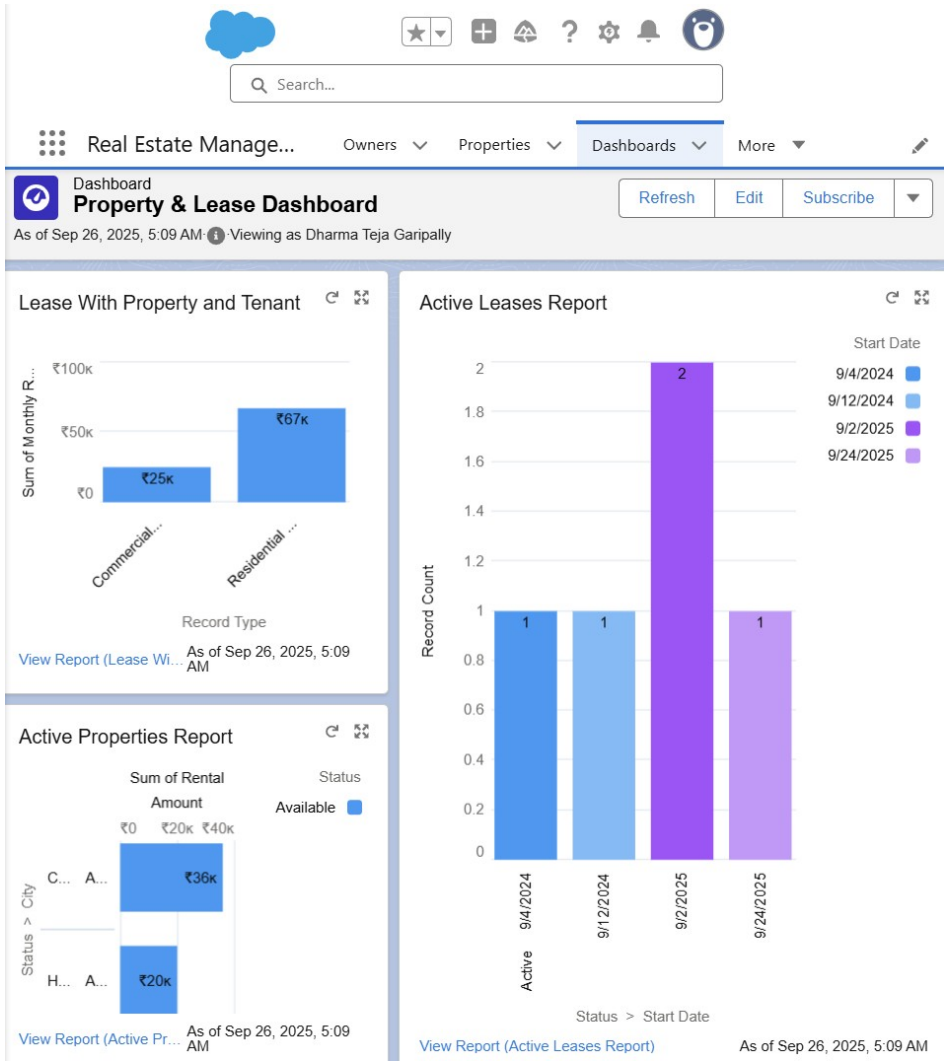 Search...
Real Estate Manage... Owners Properties Dashboards More
Dashboard
Property & Lease Dashboard
As of Sep 26, 2025, 5:09 AM·Viewing as Dharma Teja Garipally
Refresh Edit Subscribe
Lease With Property and Tenant
Sum of Monthly R...
₹100K
₹50K
₹0
₹25K
₹67K
Commercial...
Residential ...
Record Type
View Report (Lease Wi...
As of Sep 26, 2025, 5:09
AM
Active Properties Report
Sum of Rental
Amount
Status
Available
₹0 ₹20K ₹40K
Status > City
C... A... ₹36K
H... A... ₹20K
View Report (Active Pr...
As of Sep 26, 2025, 5:09
AM
Active Leases Report
Start Date
9/4/2024
9/12/2024
9/2/2025
9/24/2025
Record Count
2
1.8
1.6
1.4
1.2
1
0.8
0.6
0.4
0.2
0
1 1 2 1
9/4/2024
9/12/2024
9/2/2025
9/24/2025
Active
Status > Start Date
View Report (Active Leases Report)
As of Sep 26, 2025, 5:09 AM